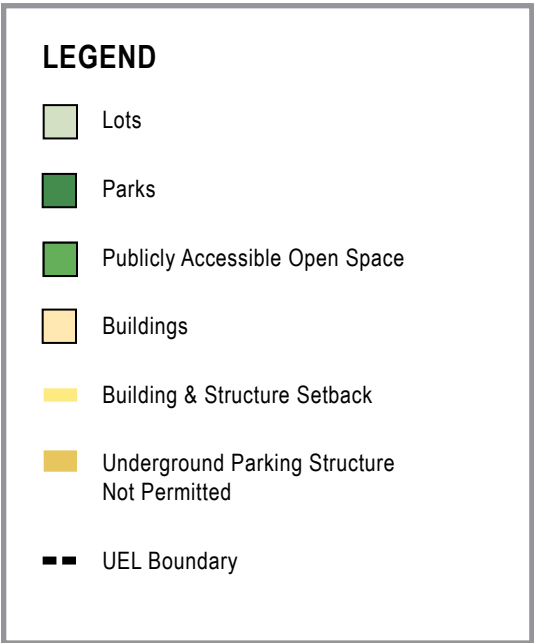 LEGEND
Lots
Parks
Publicly Accessible Open Space
Buildings
Building & Structure Setback
Underground Parking Structure
Not Permitted
UEL Boundary